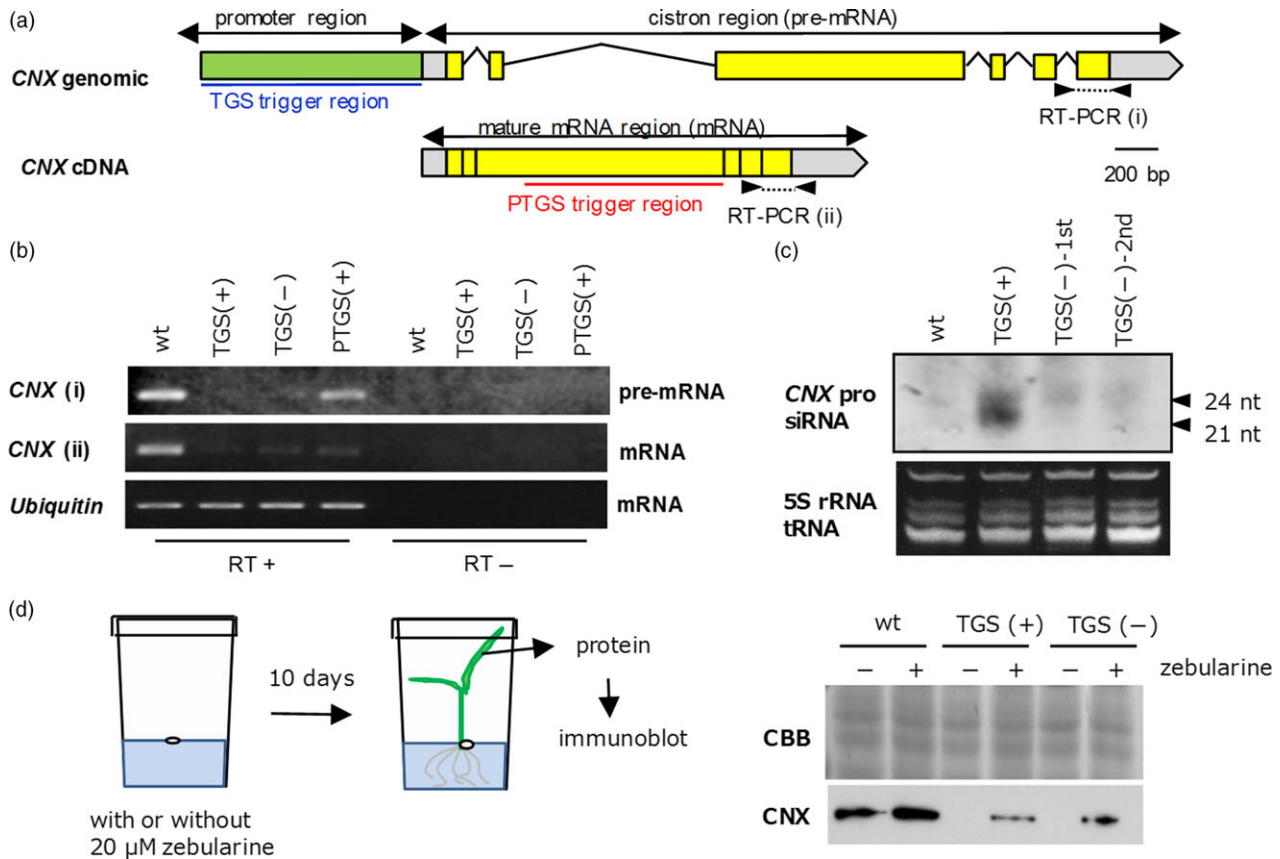 (a)
promoter region
cistron region (pre-mRNA)
CNX genomic
TGS trigger region
RT-PCR (i)
mature mRNA region (mRNA)
CNX cDNA
200 bp
PTGS trigger region
RT-PCR (ii)
(b)
wt
TGS(+)
TGS(−)
PTGS(+)
wt
TGS(+)
TGS(−)
PTGS(+)
CNX (i)
pre-mRNA
CNX (ii)
mRNA
Ubiquitin
mRNA
RT +
RT −
(c)
wt
TGS(+)
TGS(−)-1st
TGS(−)-2nd
CNX pro
siRNA
24 nt
21 nt
5S rRNA
tRNA
(d)
10 days
protein
immunoblot
with or without
20 µM zebularine
wt TGS (+) TGS (−)
− + − + − + zebularine
CBB
CNX